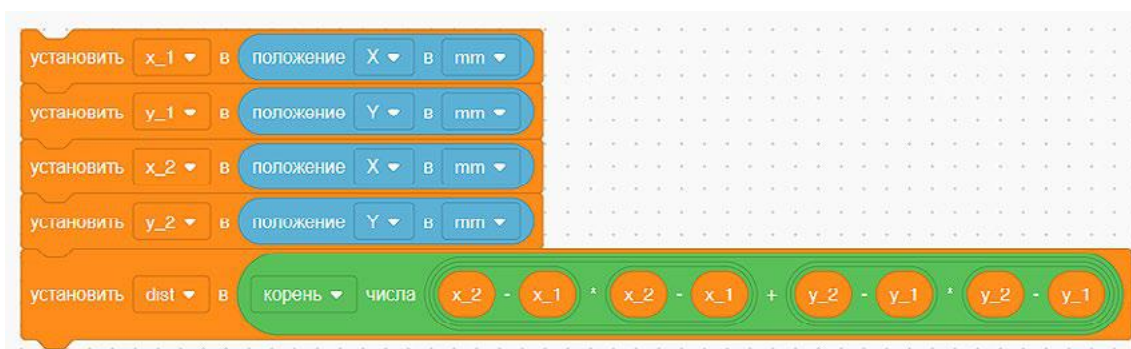 установить x_1 в положение X в mm
установить y_1 в положение Y в mm
установить x_2 в положение X в mm
установить y_2 в положение Y в mm
установить dist в корень числа x_2 - x_1 * x_2 - x_1 + y_2 - y_1 * y_2 - y_1